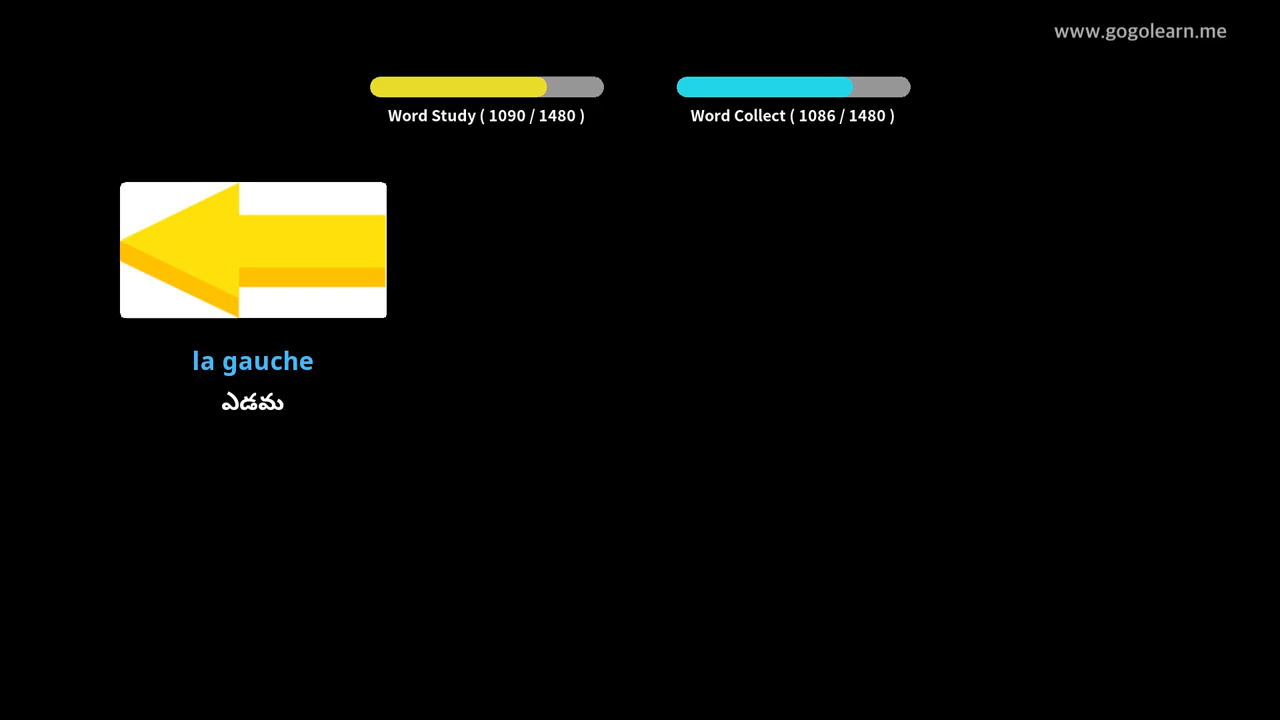 www.gogolearn.me
Word Study ( 1090 / 1480 )
Word Collect ( 1086 / 1480 )
la gauche
ఎడమ